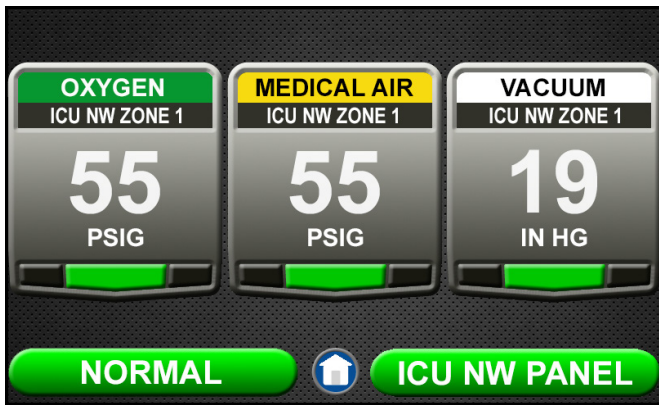 OXYGEN
ICU NW ZONE 1
55
PSIG
MEDICAL AIR
ICU NW ZONE 1
55
PSIG
VACUUM
ICU NW ZONE 1
19
IN HG
NORMAL
ICU NW PANEL